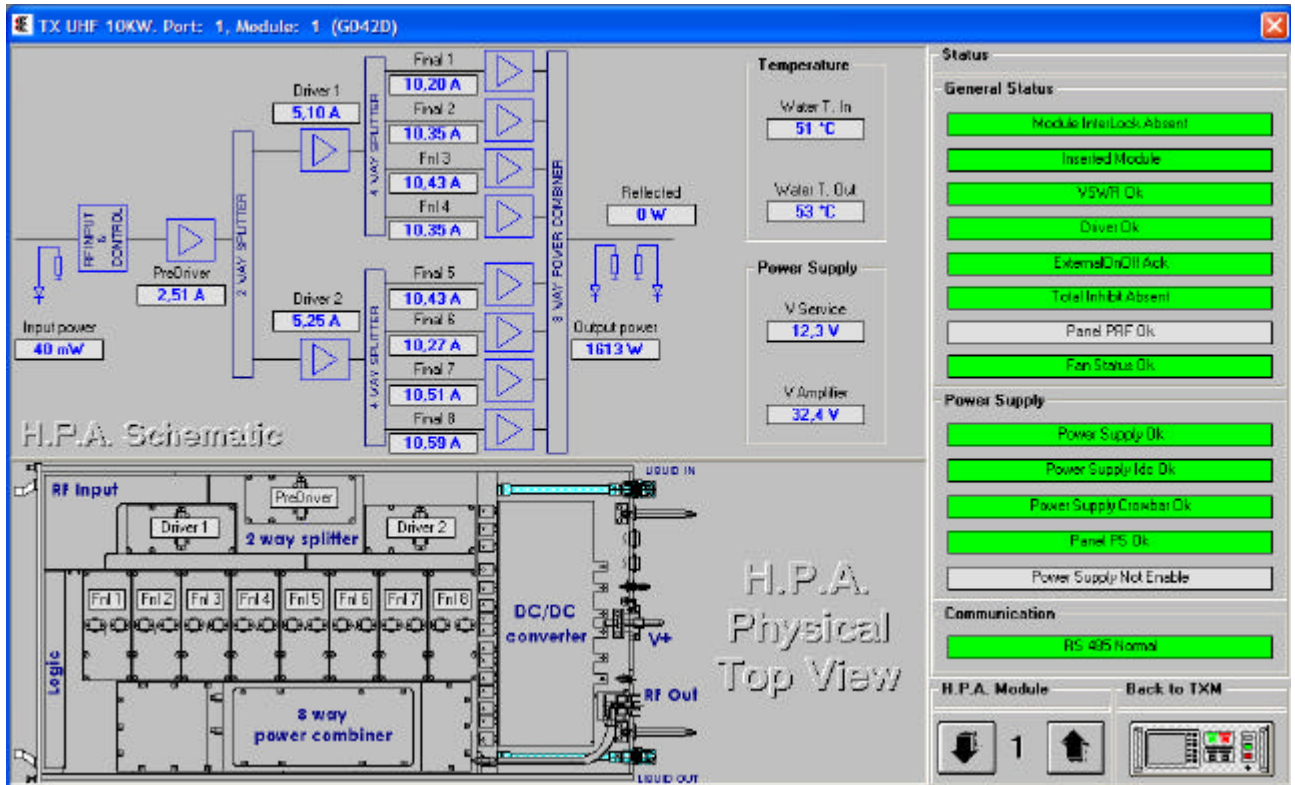 TX UHF 10KW. Port: 1, Module: 1 (G042D)
RF INPUT
&
CONTROL
Input power
40 mW
PreDriver
2,51 A
2 WAY SPLITTER
Driver 1
5,10 A
Driver 2
5,25 A
4 WAY SPLITTER
4 WAY SPLITTER
Final 1
10,20 A
Final 2
10,35 A
Fnl 3
10,43 A
Fnl 4
10,35 A
Final 5
10,43 A
Final 6
10,27 A
Final 7
10,51 A
Final 8
10,59 A
8 WAY POWER COMBINER
Reflected
0 W
Output power
1613 W
H.P.A. Schematic
Temperature
Water T. In
51 °C
Water T. Out
53 °C
Power Supply
V Service
12,3 V
V Amplifier
32,4 V
RF Input
PreDriver
Driver 1
2 way splitter
Driver 2
Fnl 1
Fnl 2
Fnl 3
Fnl 4
Fnl 5
Fnl 6
Fnl 7
Fnl 8
Logic
8 way
power combiner
DC/DC
converter
LIQUID IN
V+
RF Out
LIQUID OUT
H.P.A.
Physical
Top View
Status
General Status
Module InterLock Absent
Inserted Module
VSWR Ok
Driver Ok
ExternalOnOff Ack
Total Inhibit Absent
Panel PRF Ok
Fan Status Ok
Power Supply
Power Supply Ok
Power Supply Idc Ok
Power Supply Crowbar Ok
Panel PS Ok
Power Supply Not Enable
Communication
RS 485 Normal
H.P.A. Module
1
Back to TXM